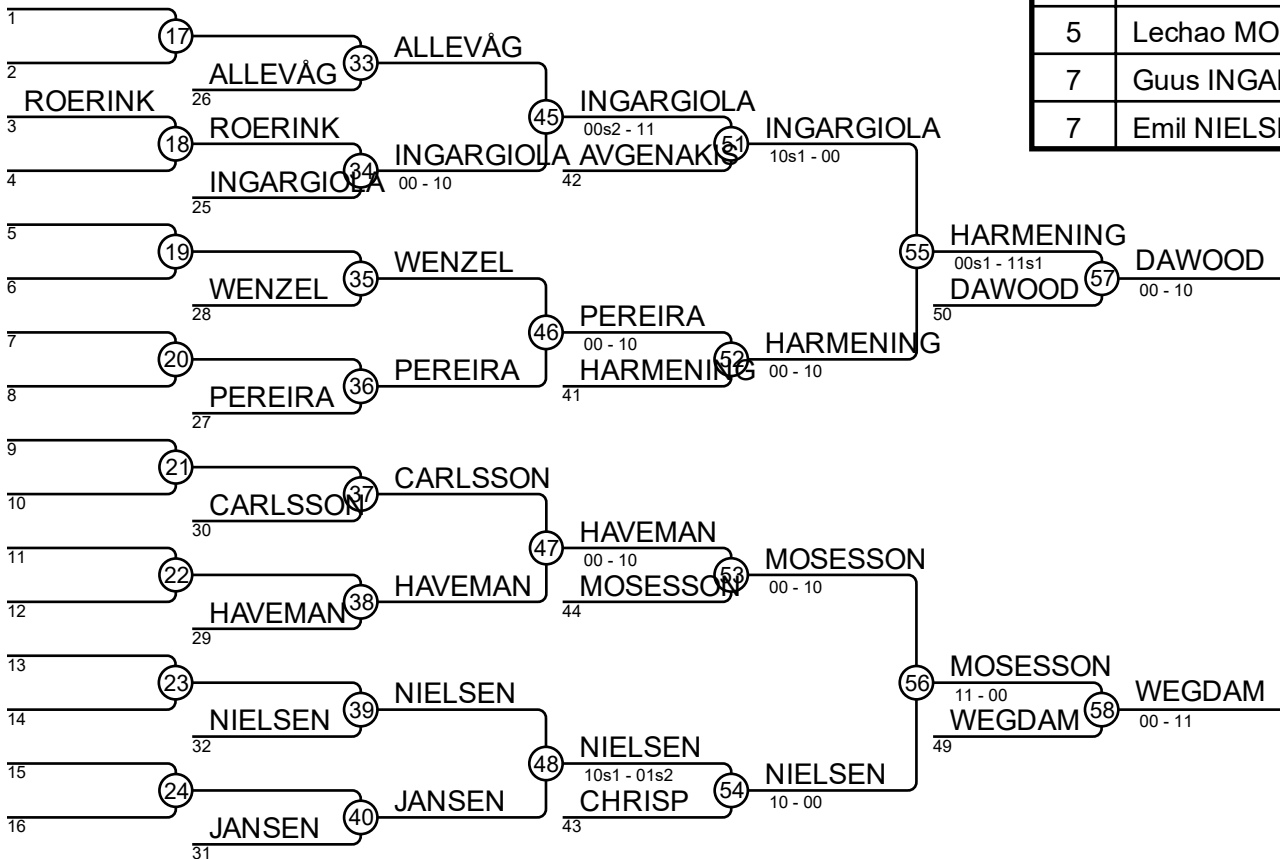 5 Lechao MO
7 Guus INGA
7 Emil NIELS
1
17
2
ALLEVÅG
26
33
ALLEVÅG
ROERINK
3
18
4
ROERINK
INGARGIOLA
25
34
INGARGIOLA
00 - 10
45
INGARGIOLA
00s2 - 11
AVGENAKIS
42
51
INGARGIOLA
10s1 - 00
5
19
6
WENZEL
28
35
WENZEL
7
20
8
PEREIRA
27
36
PEREIRA
46
PEREIRA
00 - 10
HARMENING
41
52
HARMENING
00 - 10
55
HARMENING
00s1 - 11s1
DAWOOD
50
57
DAWOOD
00 - 10
9
21
10
CARLSSON
30
37
CARLSSON
11
22
12
HAVEMAN
29
38
HAVEMAN
47
HAVEMAN
00 - 10
MOSESSON
44
53
MOSESSON
00 - 10
13
23
14
NIELSEN
32
39
NIELSEN
15
24
16
JANSEN
31
40
JANSEN
48
NIELSEN
10s1 - 01s2
CHRISP
43
54
NIELSEN
10 - 00
56
MOSESSON
11 - 00
WEGDAM
49
58
WEGDAM
00 - 11